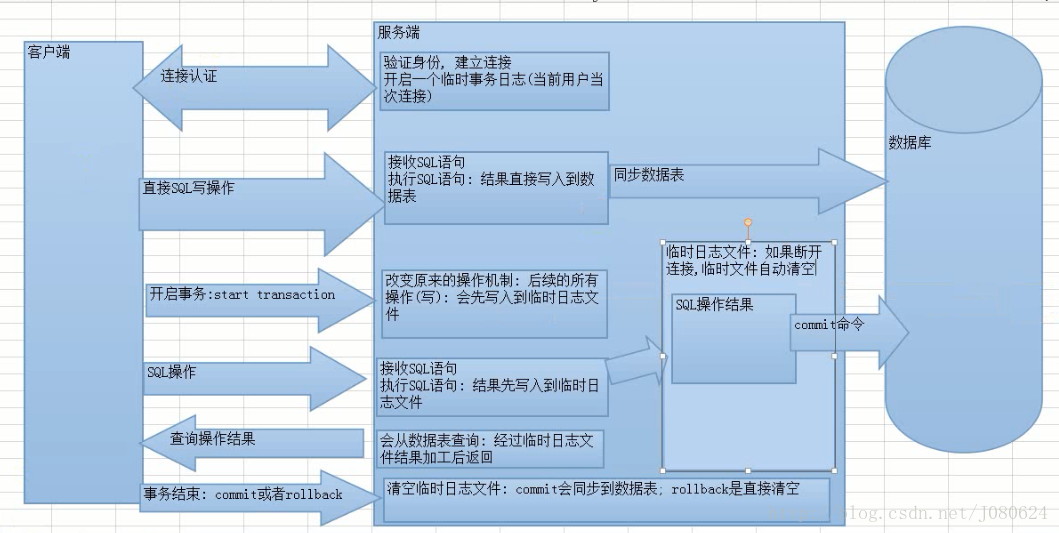 客户端
服务端
连接认证
验证身份, 建立连接
开启一个临时事务日志(当前用户当
次连接)
数据库
直接SQL写操作
接收SQL语句
执行SQL语句: 结果直接写入到数
据表
同步数据表
临时日志文件: 如果断开
连接,临时文件自动清空
开启事务:start transaction
改变原来的操作机制: 后续的所有
操作(写): 会先写入到临时日志文
件
SQL操作结果
commit命令
SQL操作
接收SQL语句
执行SQL语句: 结果先写入到临时日
志文件
查询操作结果
会从数据表查询: 经过临时日志文
件结果加工后返回
事务结束: commit或者rollback
清空临时日志文件: commit会同步到数据表; rollback是直接清空
https://blog.csdn.net/J080624